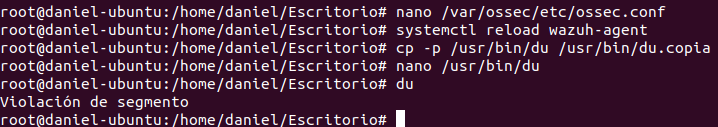 root@daniel-ubuntu:/home/daniel/Escritorio# nano /var/ossec/etc/ossec.conf
root@daniel-ubuntu:/home/daniel/Escritorio# systemctl reload wazuh-agent
root@daniel-ubuntu:/home/daniel/Escritorio# cp -p /usr/bin/du /usr/bin/du.copia
root@daniel-ubuntu:/home/daniel/Escritorio# nano /usr/bin/du
root@daniel-ubuntu:/home/daniel/Escritorio# du
Violación de segmento
root@daniel-ubuntu:/home/daniel/Escritorio#